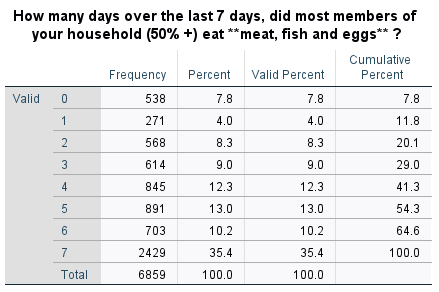 How many days over the last 7 days, did most members of
your household (50% +) eat **meat, fish and eggs** ?
Frequency Percent Valid Percent Cumulative Percent
Valid 0 538 7.8 7.8 7.8
1 271 4.0 4.0 11.8
2 568 8.3 8.3 20.1
3 614 9.0 9.0 29.0
4 845 12.3 12.3 41.3
5 891 13.0 13.0 54.3
6 703 10.2 10.2 64.6
7 2429 35.4 35.4 100.0
Total 6859 100.0 100.0